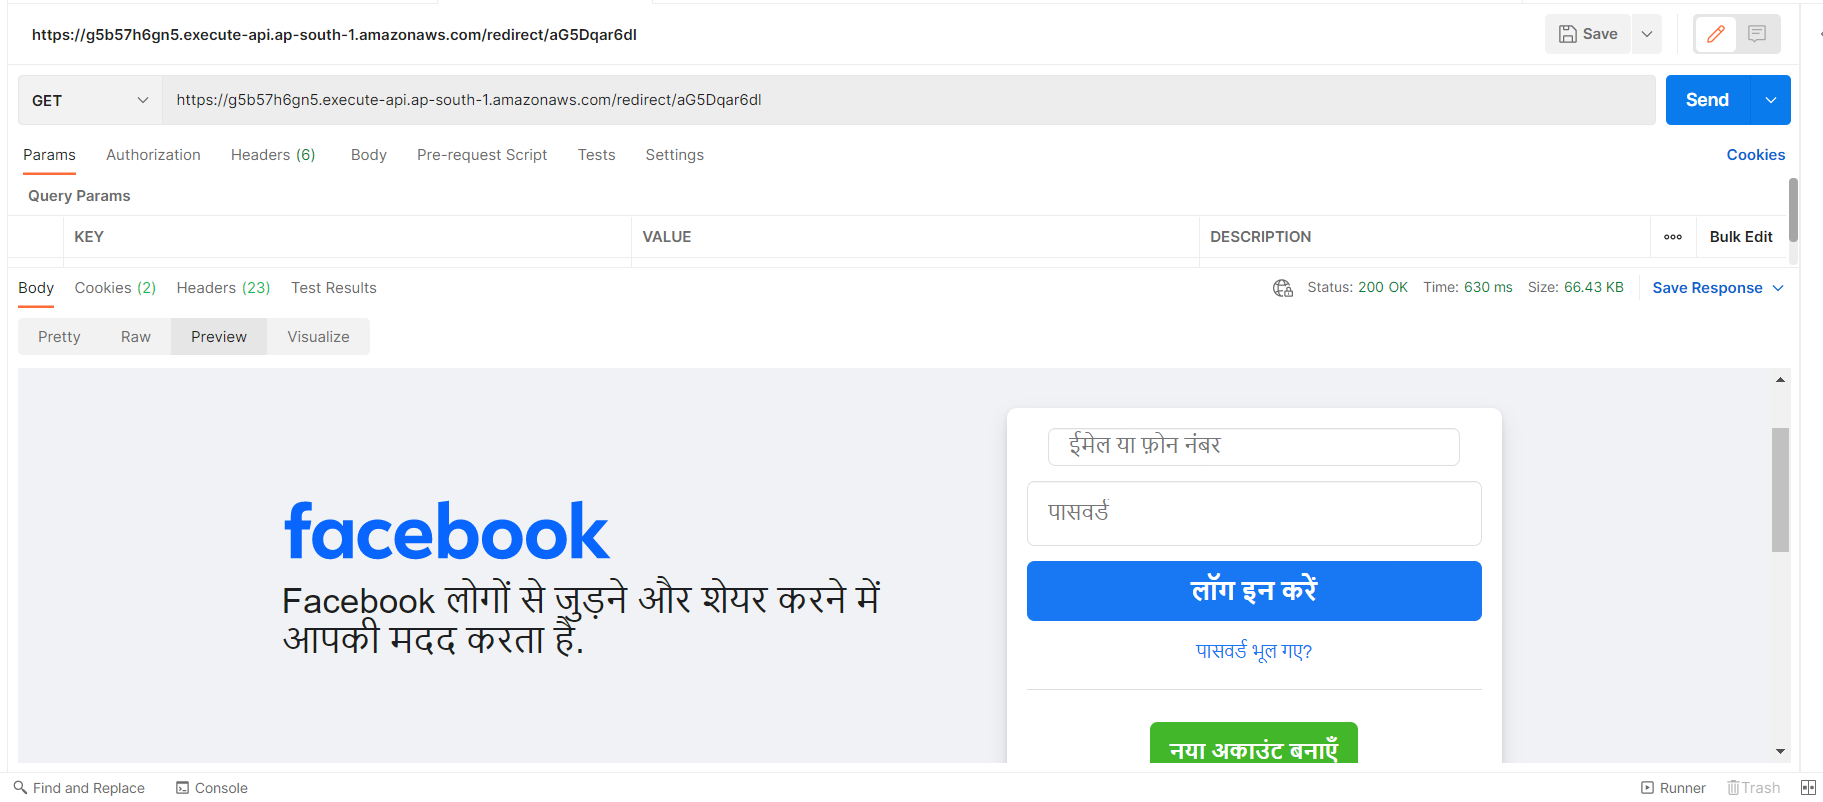 https://g5b57h6gn5.execute-api.ap-south-1.amazonaws.com/redirect/aG5Dqar6dl
Save
GET
https://g5b57h6gn5.execute-api.ap-south-1.amazonaws.com/redirect/aG5Dqar6dl
Send
Params Authorization Headers (6) Body Pre-request Script Tests Settings Cookies
Query Params
KEY VALUE DESCRIPTION Bulk Edit
Body Cookies (2) Headers (23) Test Results Status: 200 OK Time: 630 ms Size: 66.43 KB Save Response
Pretty Raw Preview Visualize
facebook
Facebook लोगों से जुड़ने और शेयर करने में
आपकी मदद करता है.
ईमेल या फ़ोन नंबर
पासवर्ड
लॉग इन करें
पासवर्ड भूल गए?
नया अकाउंट बनाएँ
Find and Replace Console Runner Trash